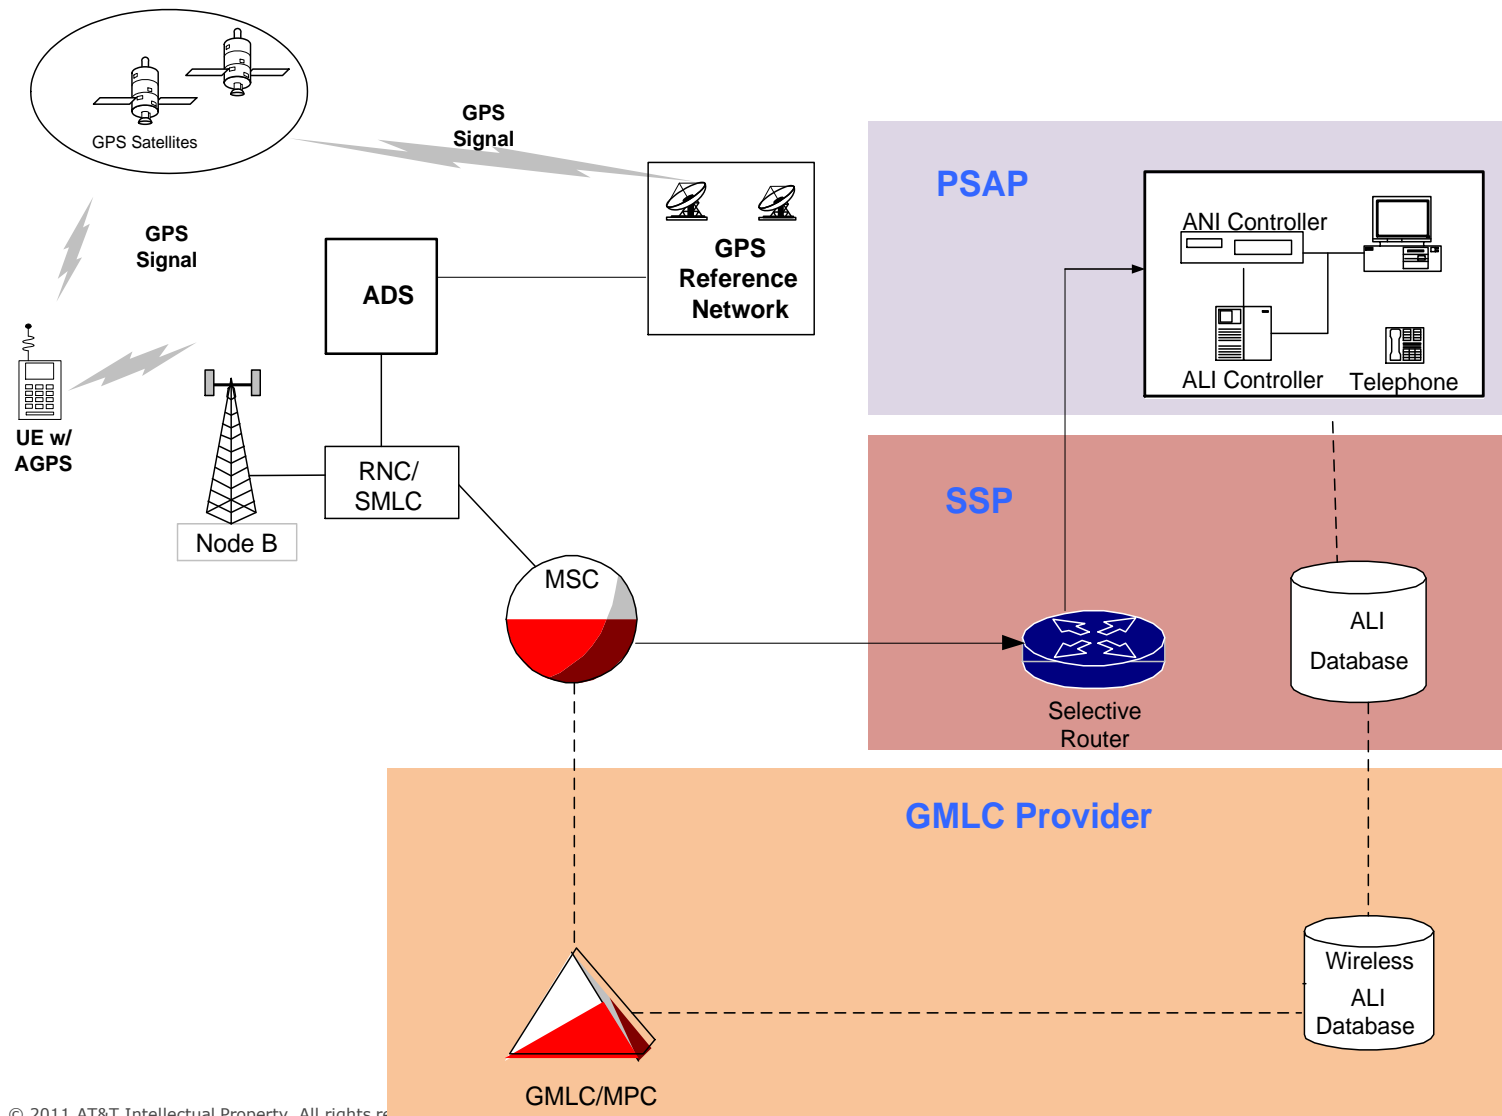 GPS Satellites
GPS
Signal
GPS
Signal
GPS
Reference
Network
ADS
UE w/
AGPS
RNC/
SMLC
Node B
MSC
PSAP
ANI Controller
ALI Controller
Telephone
SSP
ALI
Database
Selective
Router
GMLC Provider
Wireless
ALI
Database
GMLC/MPC
© 2011 AT&T Intellectual Property. All rights